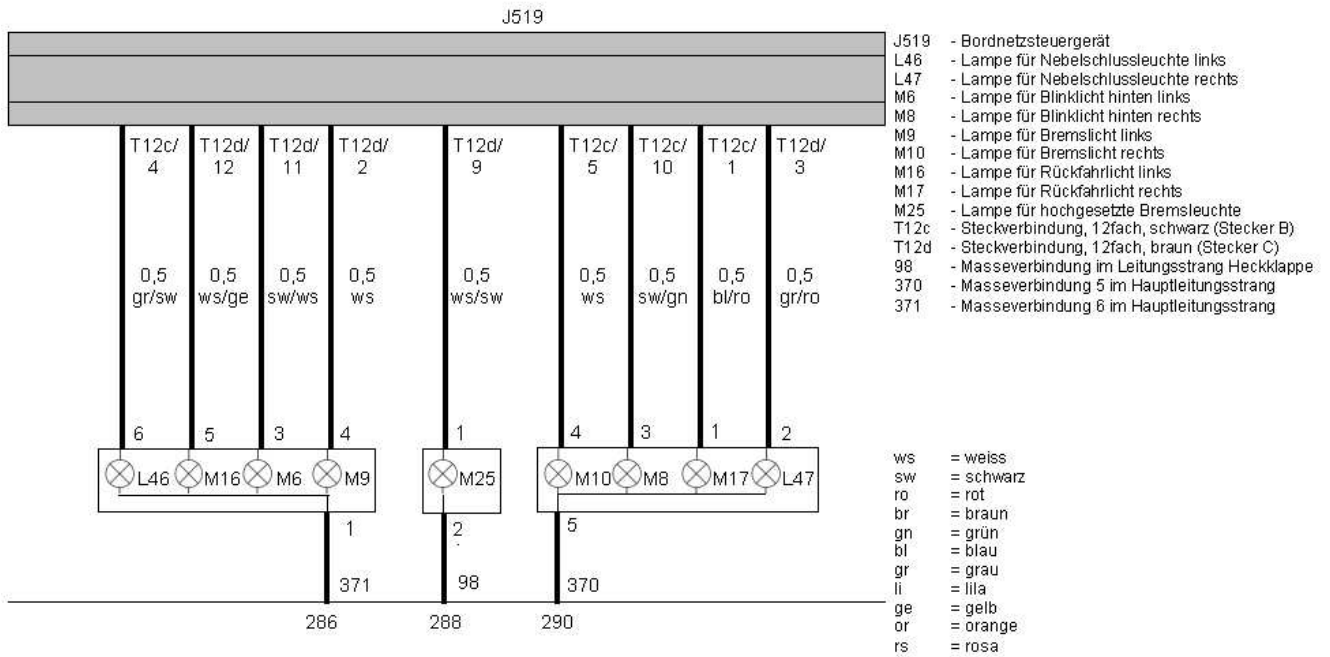 J519
T12c/ T12d/ T12d/ T12d/ T12d/ T12c/ T12c/ T12c/ T12d/
4 12 11 2 9 5 10 1 3
0,5 0,5 0,5 0,5 0,5 0,5 0,5 0,5 0,5
gr/sw ws/ge sw/ws ws ws/sw ws sw/gn bl/ro gr/ro
6 5 3 4 1 4 3 1 2
L46 M16 M6 M9 M25 M10 M8 M17 L47
1 2 5
371 98 370
286 288 290
J519 - Bordnetzsteuergerät
L46 - Lampe für Nebelschlussleuchte links
L47 - Lampe für Nebelschlussleuchte rechts
M6 - Lampe für Blinklicht hinten links
M8 - Lampe für Blinklicht hinten rechts
M9 - Lampe für Bremslicht links
M10 - Lampe für Bremslicht rechts
M16 - Lampe für Rückfahrlicht links
M17 - Lampe für Rückfahrlicht rechts
M25 - Lampe für hochgesetzte Bremsleuchte
T12c - Steckverbindung, 12fach, schwarz (Stecker B)
T12d - Steckverbindung, 12fach, braun (Stecker C)
98 - Masseverbindung im Leitungsstrang Heckklappe
370 - Masseverbindung 5 im Hauptleitungsstrang
371 - Masseverbindung 6 im Hauptleitungsstrang
ws = weiss
sw = schwarz
ro = rot
br = braun
gn = grün
bl = blau
gr = grau
li = lila
ge = gelb
or = orange
rs = rosa